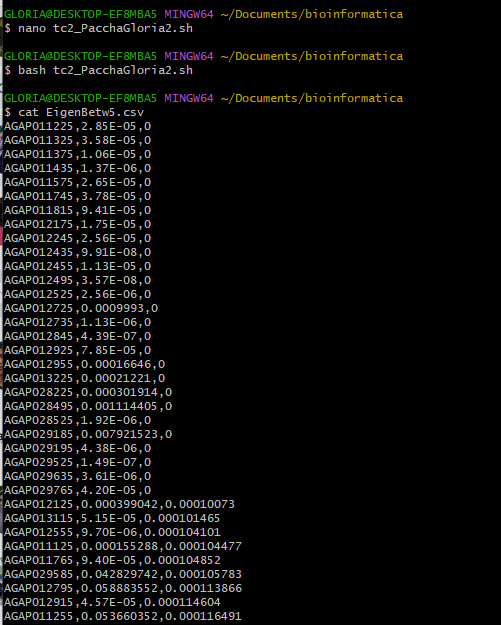 GLORIA@DESKTOP-EF8MBA5 MINGW64 ~/Documents/bioinformatica
$ nano tc2_PacchaGloria2.sh
GLORIA@DESKTOP-EF8MBA5 MINGW64 ~/Documents/bioinformatica
$ bash tc2_PacchaGloria2.sh
GLORIA@DESKTOP-EF8MBA5 MINGW64 ~/Documents/bioinformatica
$ cat EigenBetw5.csv
AGAP011225,2.85E-05,0
AGAP011325,3.58E-05,0
AGAP011375,1.06E-05,0
AGAP011435,1.37E-06,0
AGAP011575,2.65E-05,0
AGAP011745,3.78E-05,0
AGAP011815,9.41E-05,0
AGAP012175,1.75E-05,0
AGAP012245,2.56E-05,0
AGAP012435,9.91E-08,0
AGAP012455,1.13E-05,0
AGAP012495,3.57E-08,0
AGAP012525,2.56E-06,0
AGAP012725,0.0009993,0
AGAP012735,1.13E-06,0
AGAP012845,4.39E-07,0
AGAP012925,7.85E-05,0
AGAP012955,0.00016646,0
AGAP013225,0.00021221,0
AGAP028225,0.000301914,0
AGAP028495,0.001114405,0
AGAP028525,1.92E-06,0
AGAP029185,0.007921523,0
AGAP029195,4.38E-06,0
AGAP029525,1.49E-07,0
AGAP029635,3.61E-06,0
AGAP029765,4.20E-05,0
AGAP012125,0.000399042,0.00010073
AGAP013115,5.15E-05,0.000101465
AGAP012555,9.70E-06,0.000104101
AGAP011125,0.000155288,0.000104477
AGAP011765,9.40E-05,0.000104852
AGAP029585,0.042829742,0.000105783
AGAP012795,0.058883552,0.000113866
AGAP012915,4.57E-05,0.000114604
AGAP011255,0.053660352,0.000116491